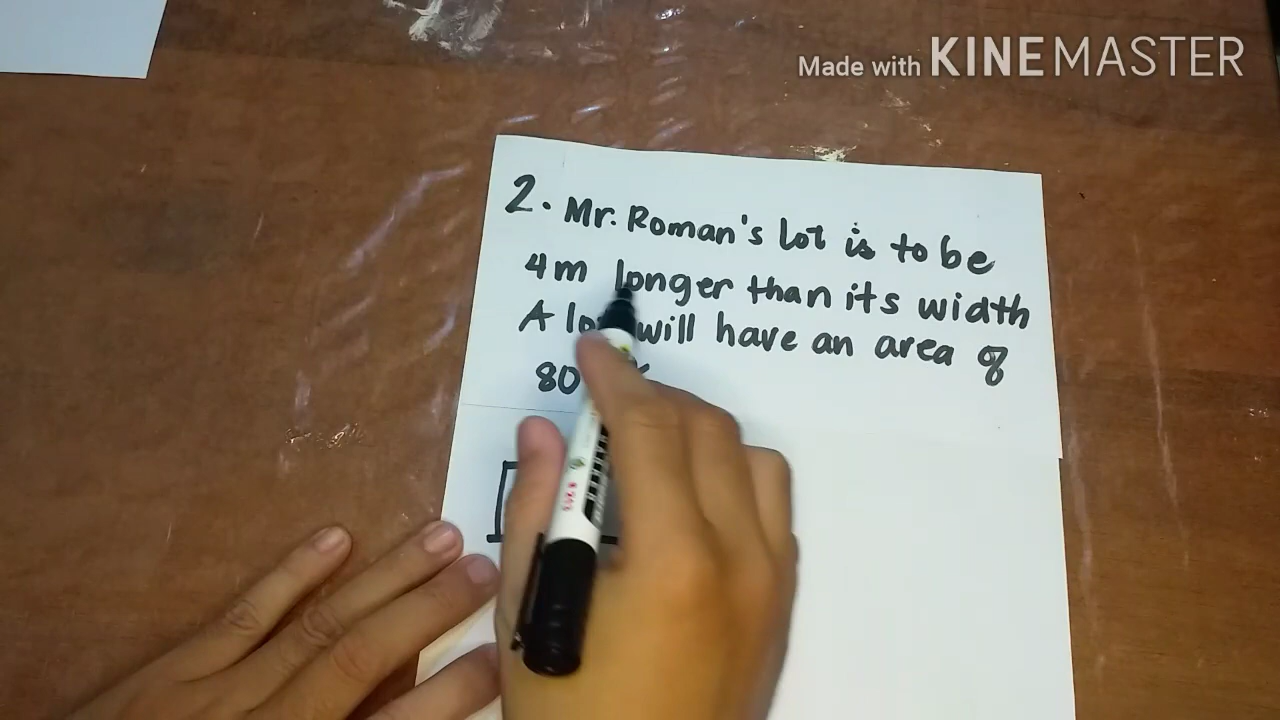 Made with KINEMASTER
2. Mr. Roman's lot is to be
4m longer than its width
A will have an area of
80